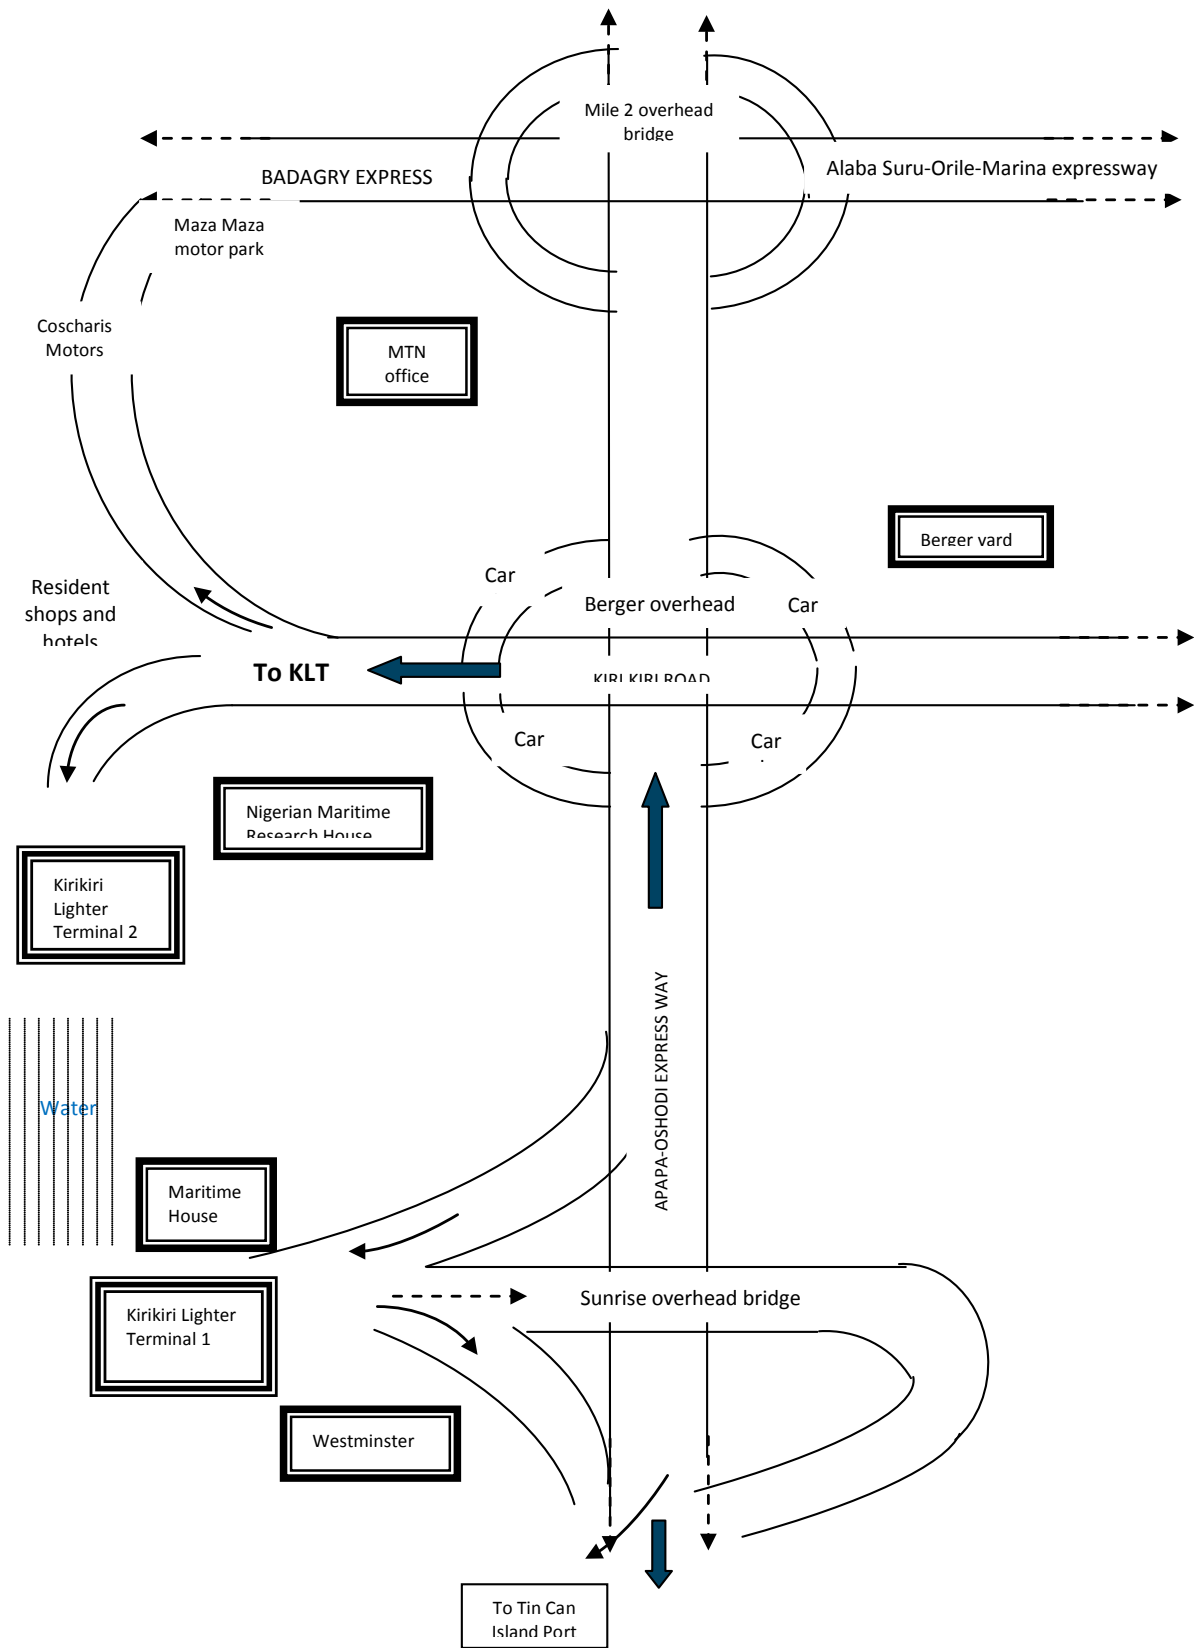 Mile 2 overhead
bridge
Alaba Suru-Orile-Marina expressway
BADAGRY EXPRESS
Maza Maza
motor park
Coscharis
Motors
MTN
office
Berger yard
Car
Resident
shops and
hotels
Berger overhead
Car
To KLT
KIRI KIRI ROAD
Car
Car
Nigerian Maritime
Research House
Kirikiri
Lighter
Terminal 2
APAPA-OSHODI EXPRESS WAY
Water
Maritime
House
Kirikiri Lighter
Terminal 1
Sunrise overhead bridge
Westminster
To Tin Can
Island Port